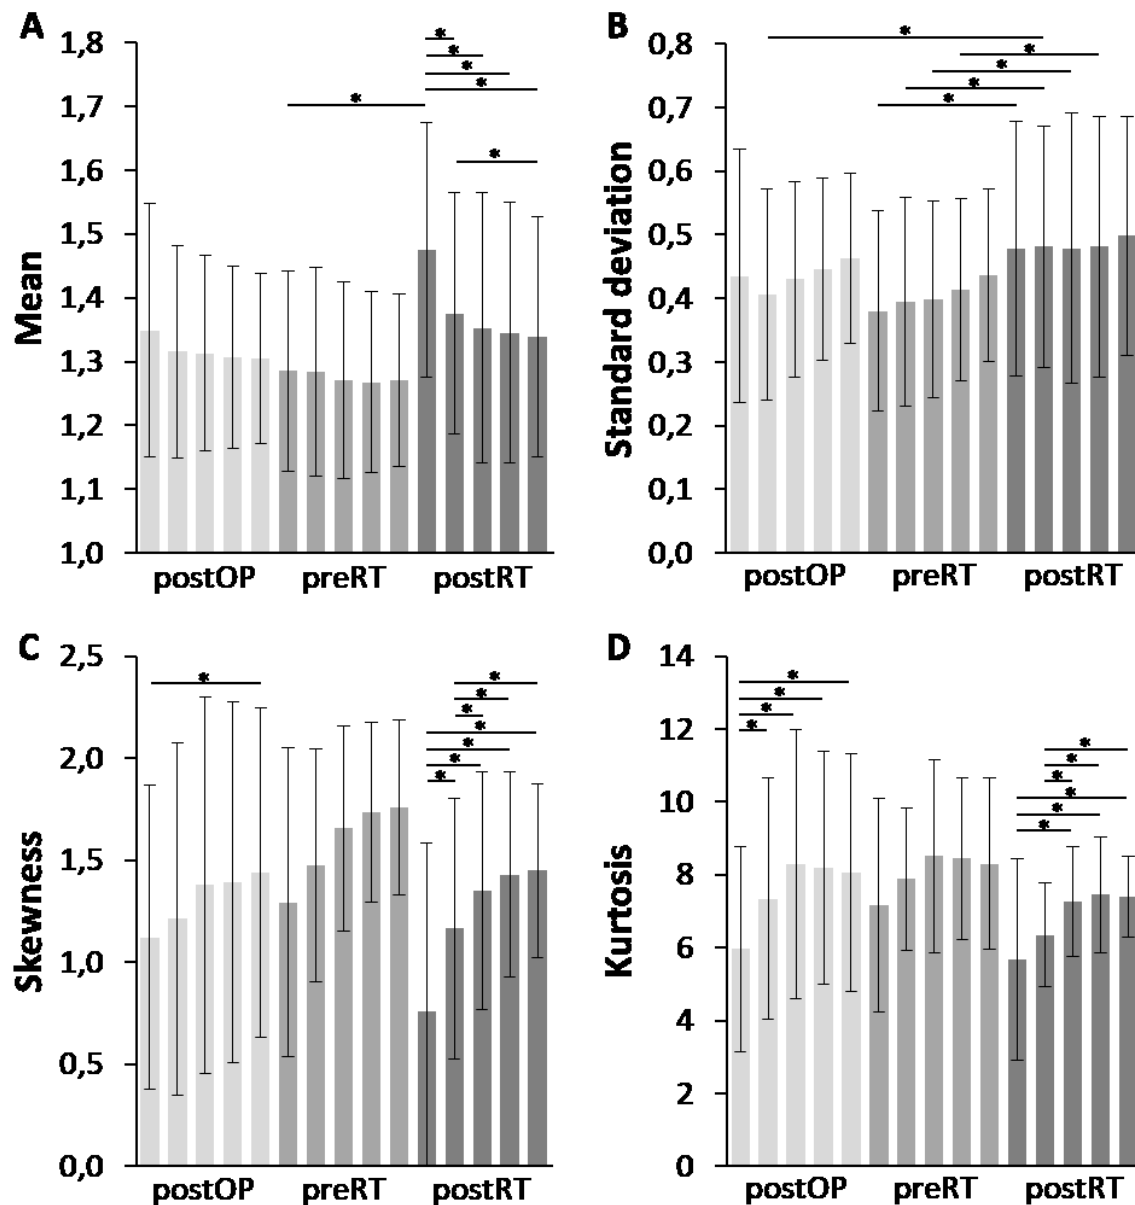 A
Mean
1,8
1,7
1,6
1,5
1,4
1,3
1,2
1,1
1,0
* * * * * *
postOP preRT postRT
B
Standard deviation
0,8
0,7
0,6
0,5
0,4
0,3
0,2
0,1
0,0
* * * * *
postOP preRT postRT
C
Skewness
2,5
2,0
1,5
1,0
0,5
0,0
* * * * * * * *
postOP preRT postRT
D
Kurtosis
14
12
10
8
6
4
2
0
* * * * * * * * * *
postOP preRT postRT